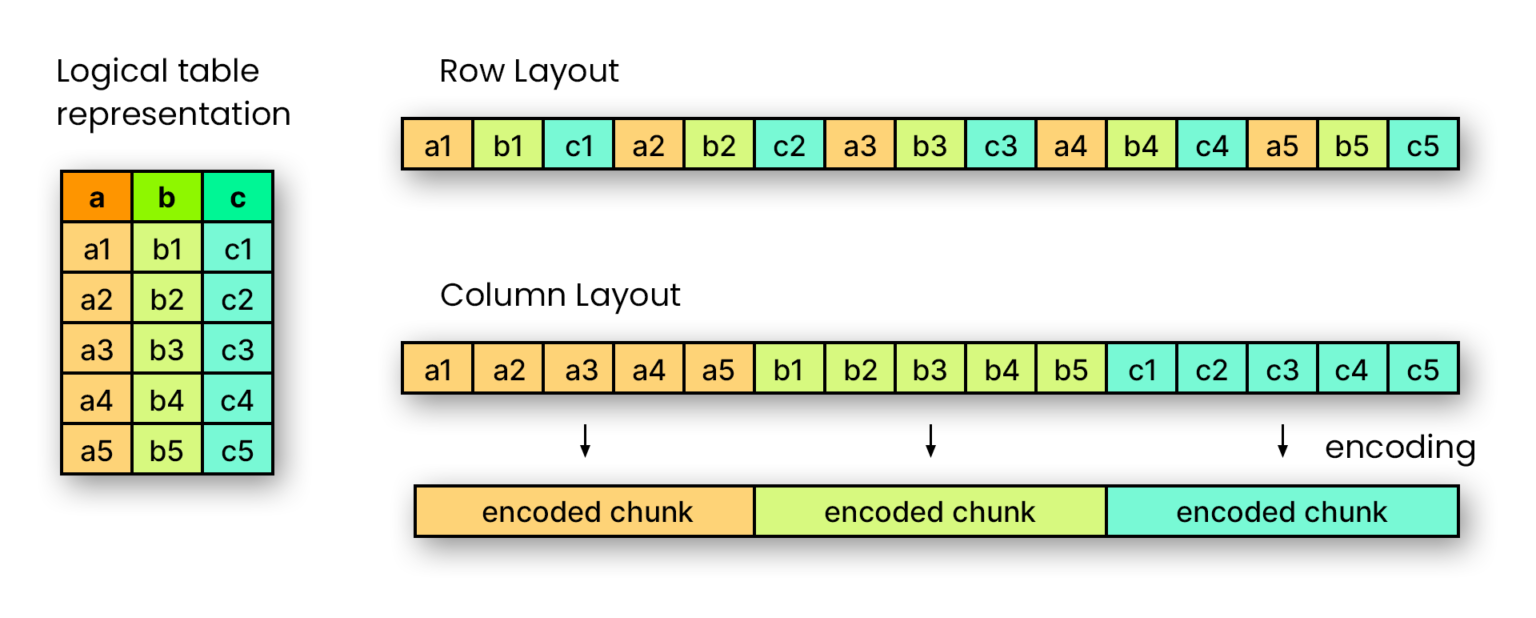 Logical table
representation
a b c
a1 b1 c1
a2 b2 c2
a3 b3 c3
a4 b4 c4
a5 b5 c5
Row Layout
a1 b1 c1 a2 b2 c2 a3 b3 c3 a4 b4 c4 a5 b5 c5
Column Layout
a1 a2 a3 a4 a5 b1 b2 b3 b4 b5 c1 c2 c3 c4 c5
encoding
encoded chunk encoded chunk encoded chunk